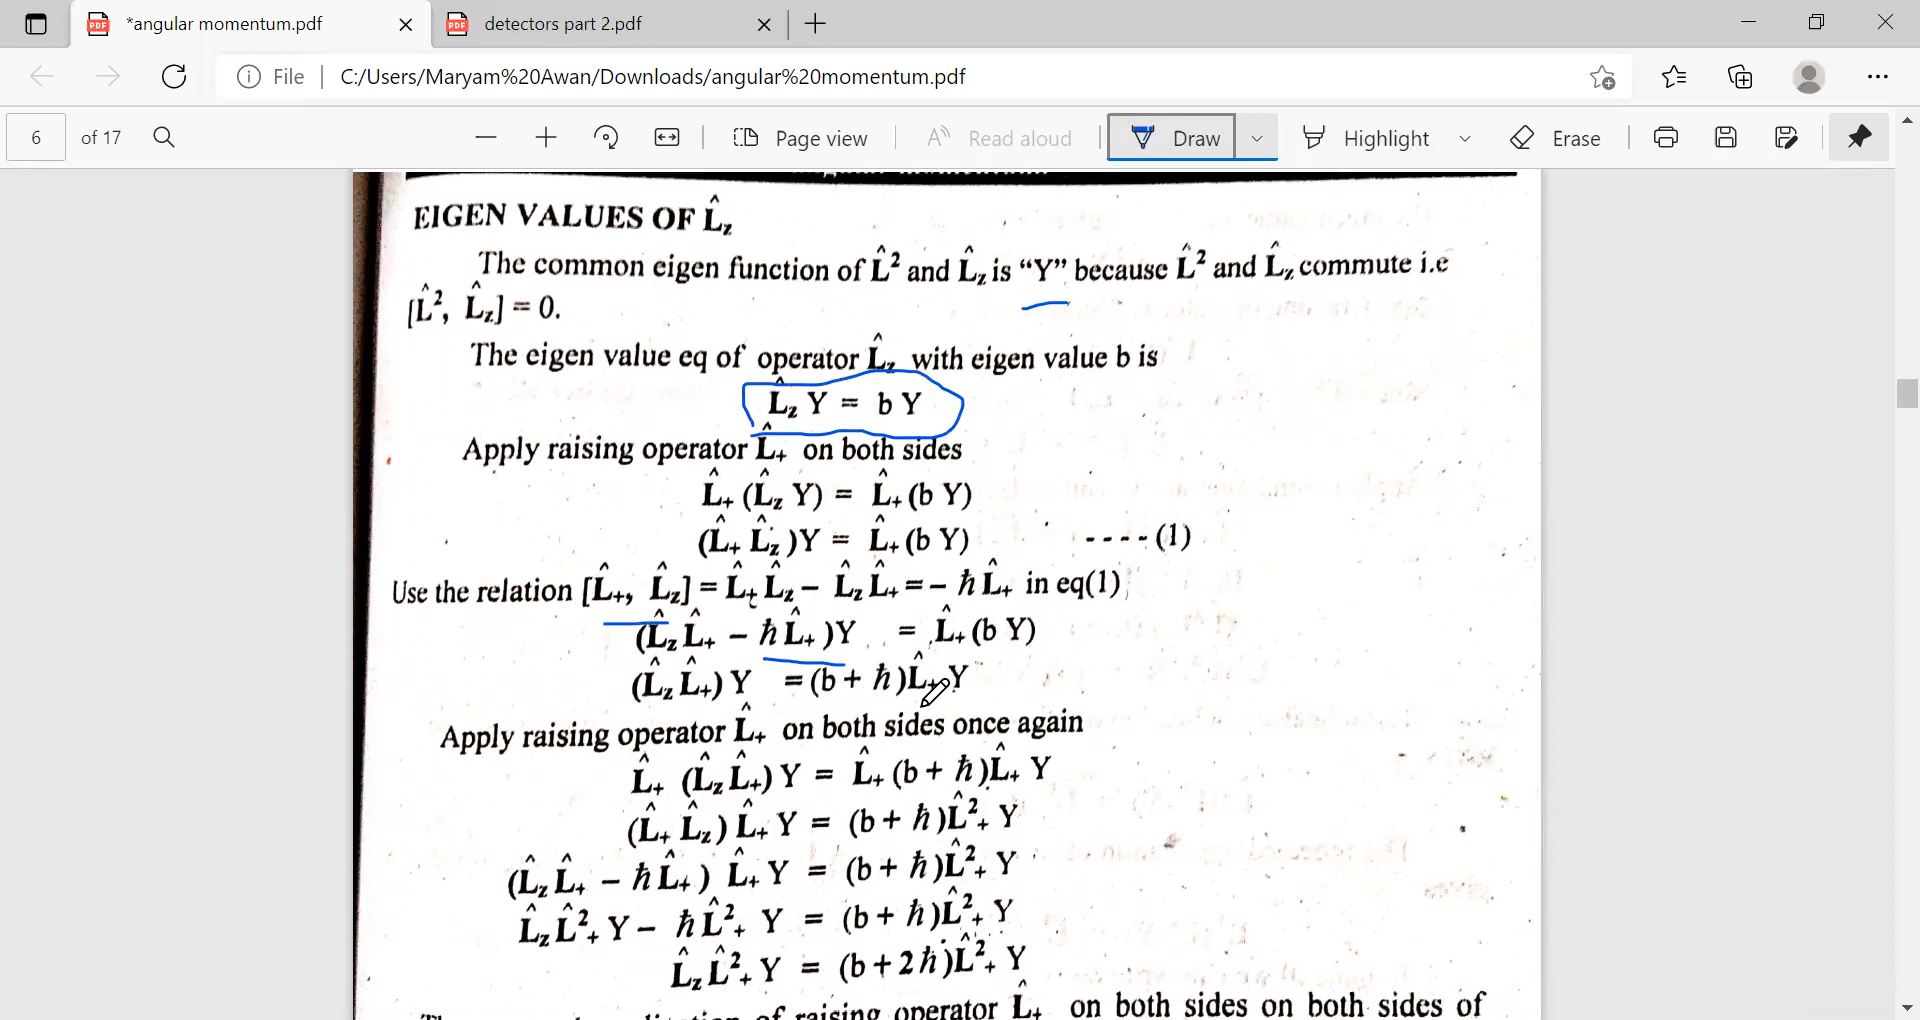 *angular momentum.pdf
detectors part 2.pdf
File | C:/Users/Maryam%20Awan/Downloads/angular%20momentum.pdf
6 of 17 Page view Read aloud Draw Highlight Erase
EIGEN VALUES OF L̂z
The common eigen function of L̂² and L̂z is “Y” because L̂² and L̂z commute i.e
[L̂², L̂z] = 0.
The eigen value eq of operator L̂z with eigen value b is
L̂z Y = b Y
Apply raising operator L̂+ on both sides
L̂+ (L̂z Y) = L̂+ (b Y)
(L̂+ L̂z )Y = L̂+ (b Y) ----(1)
Use the relation [L̂+, L̂z] = L̂+ L̂z – L̂z L̂+ = – ℏ L̂+ in eq(1)
(L̂z L̂+ – ℏ L̂+ )Y = L̂+ (b Y)
(L̂z L̂+) Y = (b + ℏ )L̂+ Y
Apply raising operator L̂+ on both sides once again
L̂+ (L̂z L̂+) Y = L̂+ (b + ℏ )L̂+ Y
(L̂+ L̂z ) L̂+ Y = (b + ℏ )L̂²+ Y
(L̂z L̂+ – ℏ L̂+ ) L̂+ Y = (b + ℏ )L̂²+ Y
L̂z L̂²+ Y – ℏ L̂²+ Y = (b + ℏ )L̂²+ Y
L̂z L̂²+ Y = (b + 2 ℏ )L̂²+ Y
of raising operator L̂+ on both sides on both sides of